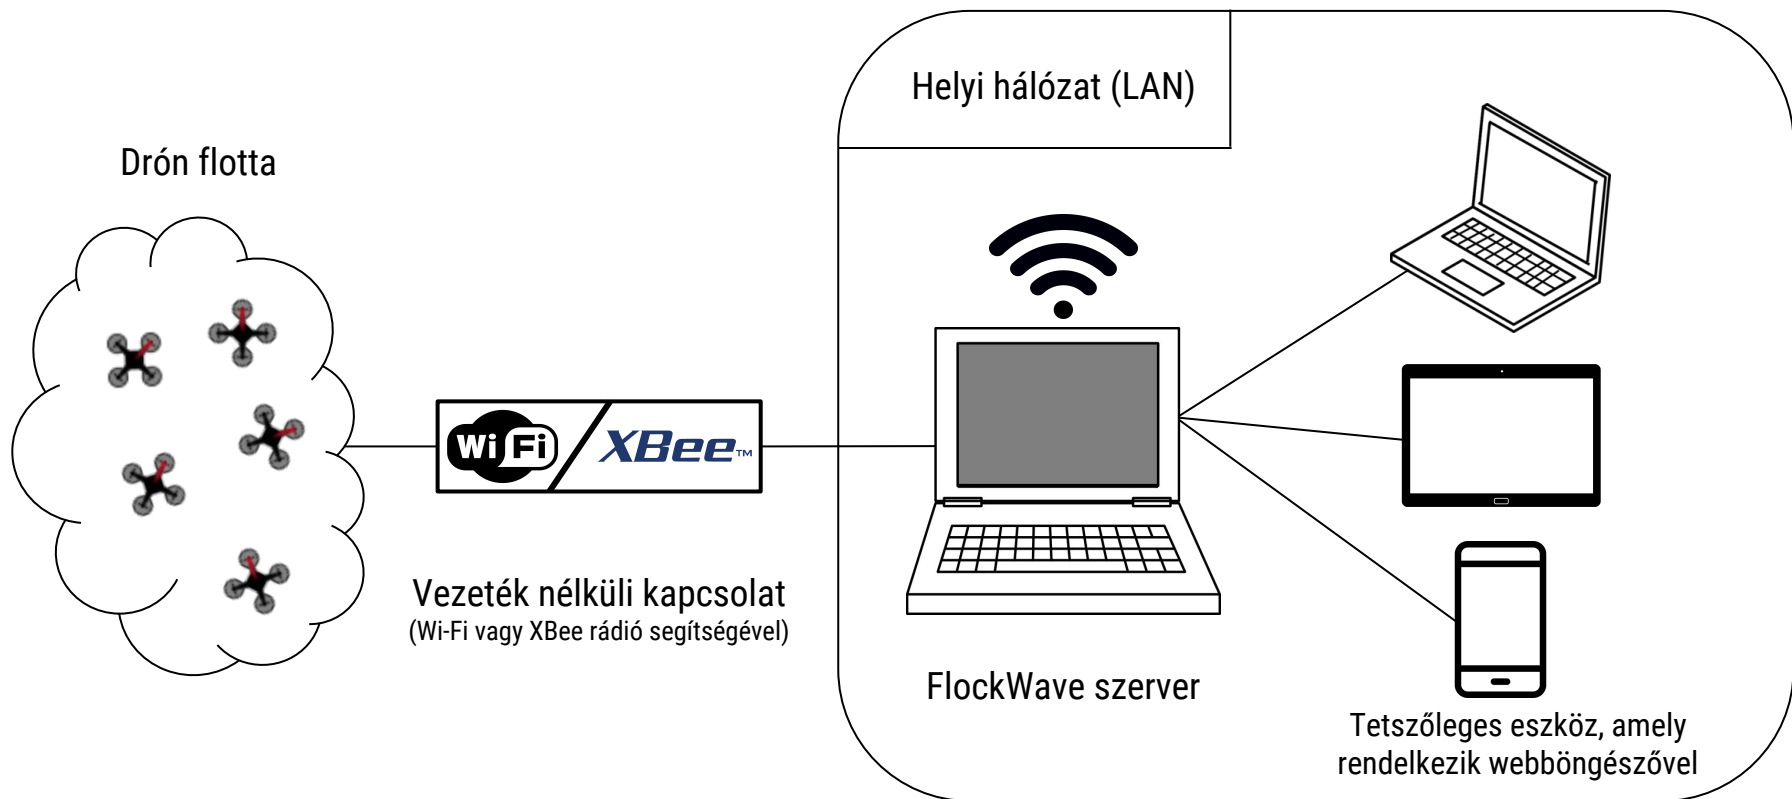 Helyi hálózat (LAN)
Drón flotta
Wi Fi
XBee™
Vezeték nélküli kapcsolat
(Wi-Fi vagy XBee rádió segítségével)
FlockWave szerver
Tetszőleges eszköz, amely
rendelkezik webböngészővel